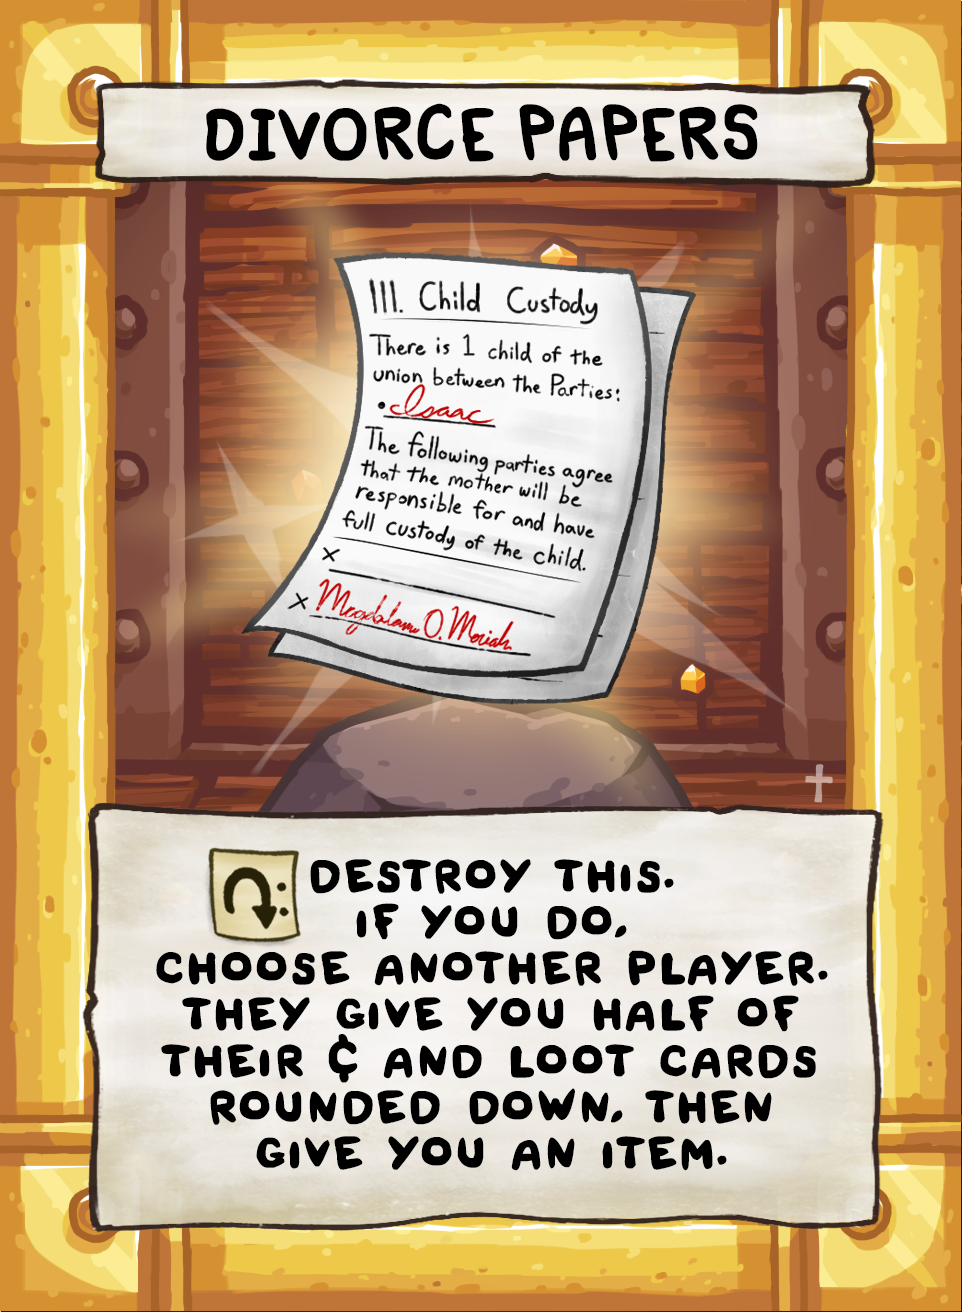 DIVORCE PAPERS
III. Child Custody
There is 1 child of the
union between the Parties:
• Isaac
The following parties agree
that the mother will be
responsible for and have
full custody of the child.
X
X Magdalene O. Moriah
DESTROY THIS.
IF YOU DO,
CHOOSE ANOTHER PLAYER.
THEY GIVE YOU HALF OF
THEIR ₵ AND LOOT CARDS
ROUNDED DOWN, THEN
GIVE YOU AN ITEM.